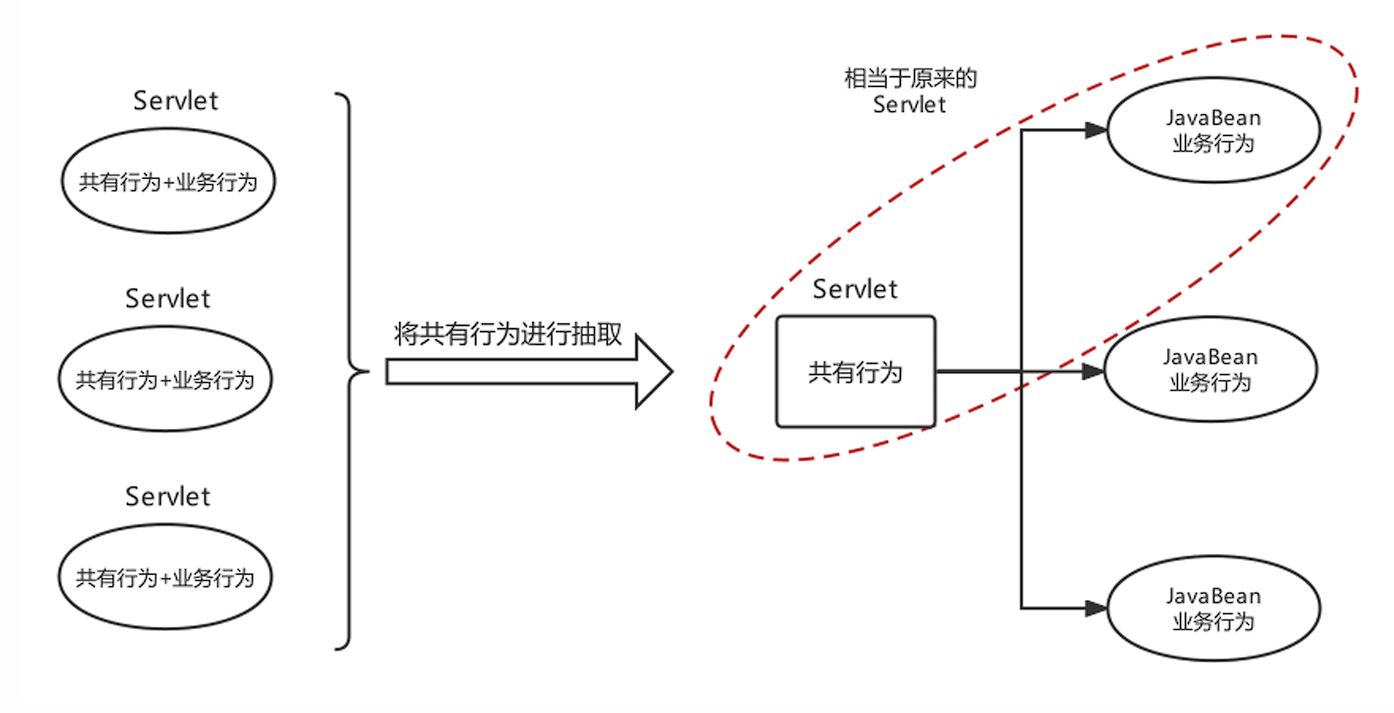 Servlet
共有行为+业务行为
Servlet
共有行为+业务行为
Servlet
共有行为+业务行为
将共有行为进行抽取
相当于原来的
Servlet
Servlet
共有行为
JavaBean
业务行为
JavaBean
业务行为
JavaBean
业务行为